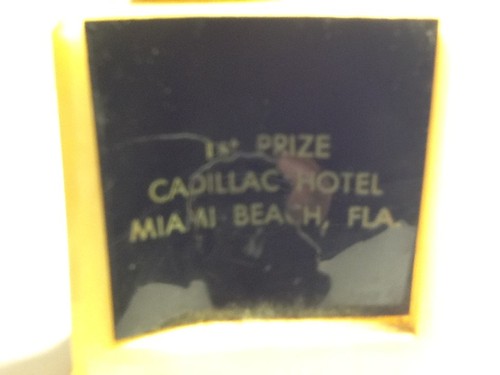 1st PRIZE
CADILLAC HOTEL
MIAMI BEACH, FLA.